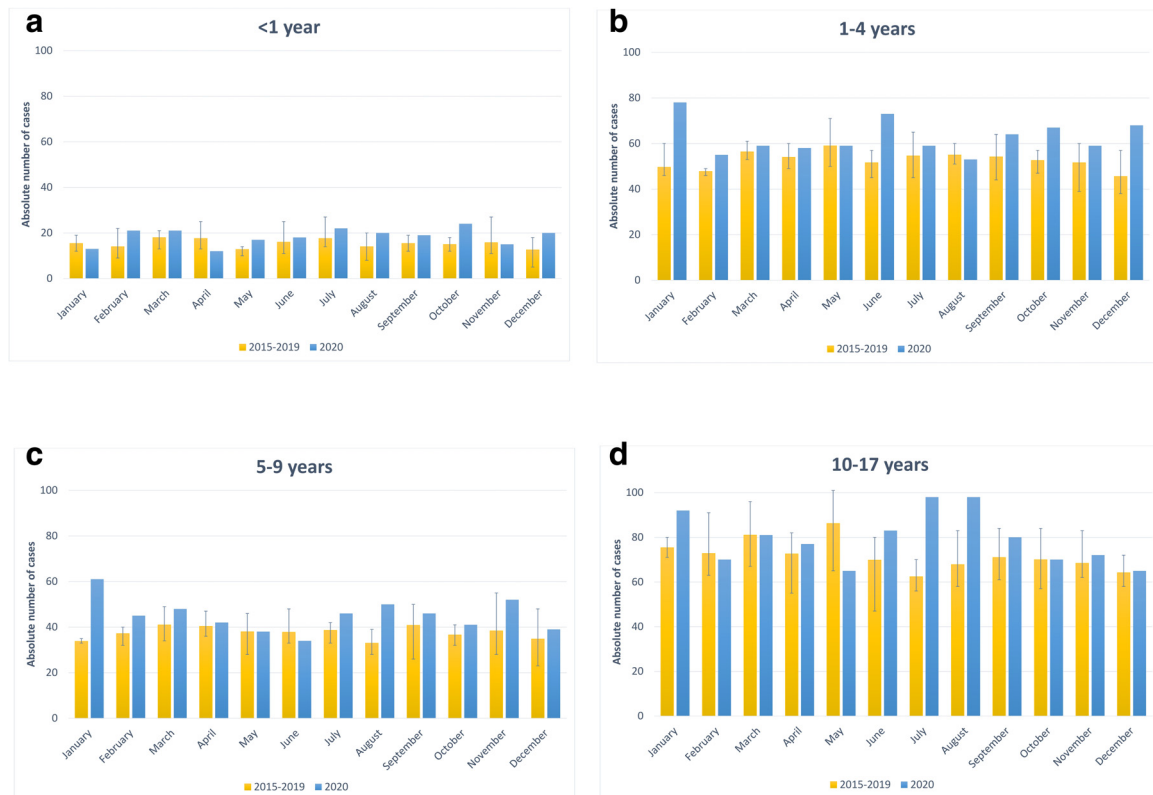 a
<1 year
Absolute number of cases
100
80
60
40
20
0
January
February
March
April
May
June
July
August
September
October
November
December
2015-2019
2020
b
1-4 years
Absolute number of cases
100
80
60
40
20
0
January
February
March
April
May
June
July
August
September
October
November
December
2015-2019
2020
c
5-9 years
Absolute number of cases
100
80
60
40
20
0
January
February
March
April
May
June
July
August
September
October
November
December
2015-2019
2020
d
10-17 years
Absolute number of cases
100
80
60
40
20
0
January
February
March
April
May
June
July
August
September
October
November
December
2015-2019
2020